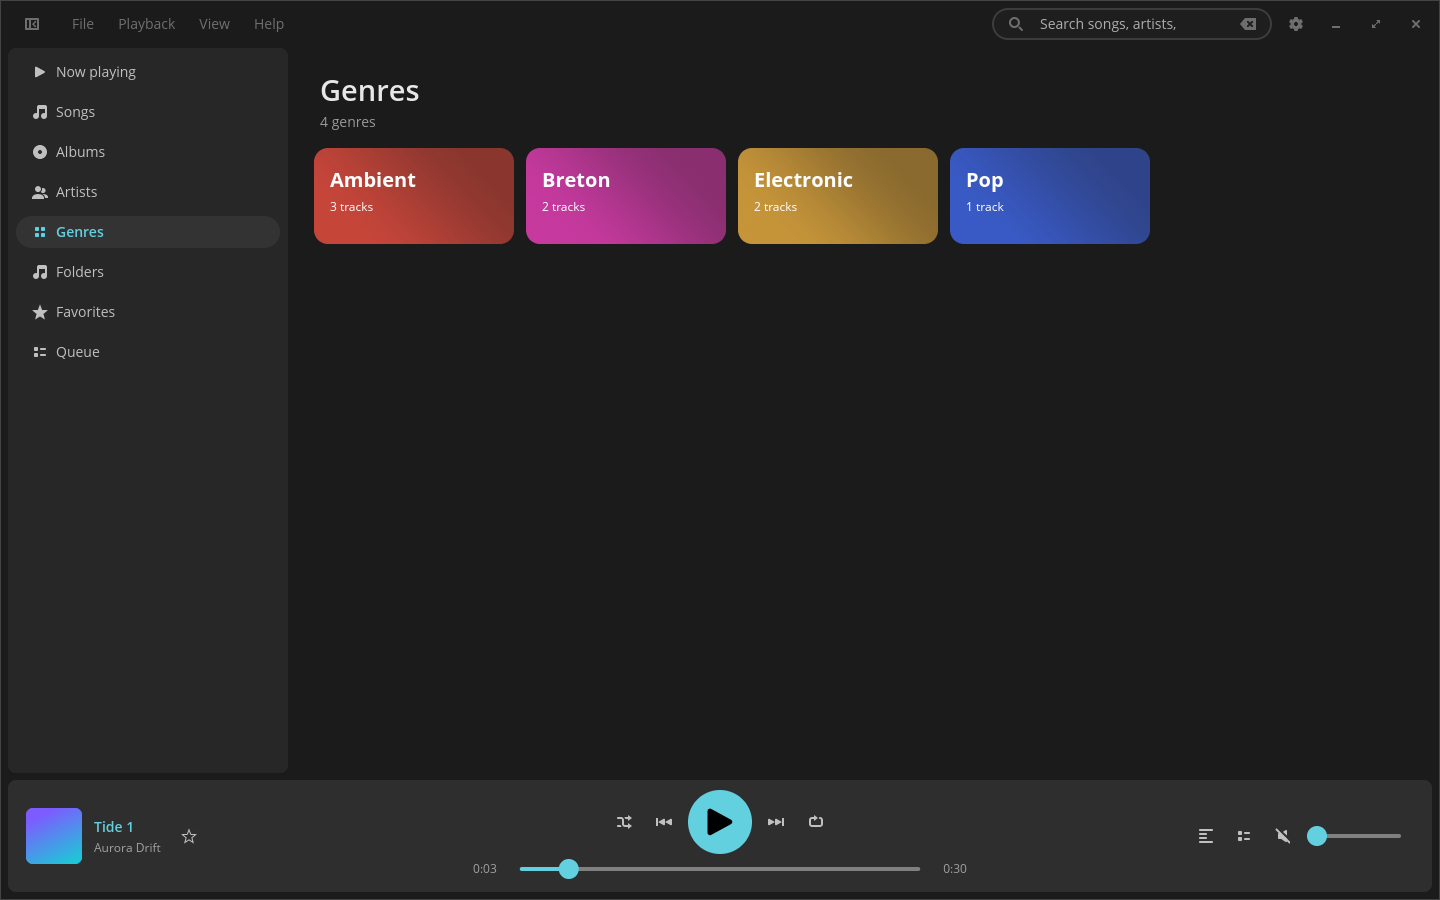 File Playback View Help
Search songs, artists,
Now playing
Songs
Albums
Artists
Genres
Folders
Favorites
Queue
Genres
4 genres
Ambient
3 tracks
Breton
2 tracks
Electronic
2 tracks
Pop
1 track
Tide 1
Aurora Drift
0:03
0:30